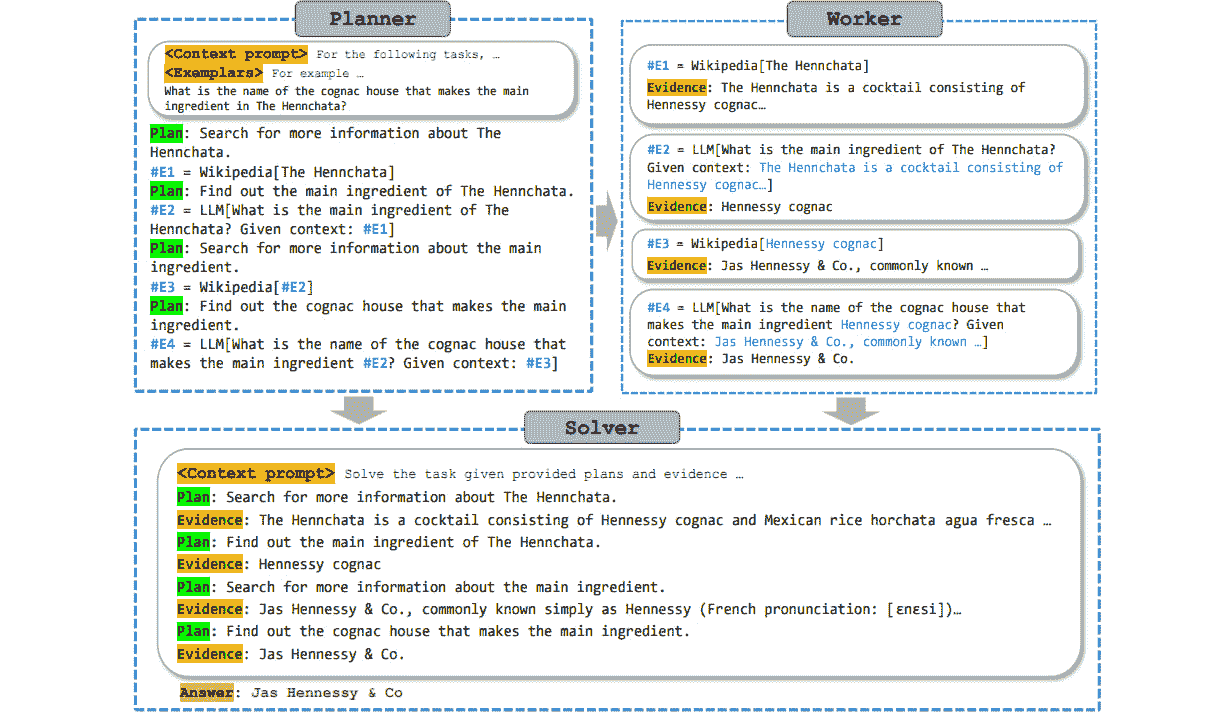 Planner
<Context prompt> For the following tasks, …
<Exemplars> For example …
What is the name of the cognac house that makes the main
ingredient in The Hennchata?
Plan: Search for more information about The
Hennchata.
#E1 = Wikipedia[The Hennchata]
Plan: Find out the main ingredient of The Hennchata.
#E2 = LLM[What is the main ingredient of The
Hennchata? Given context: #E1]
Plan: Search for more information about the main
ingredient.
#E3 = Wikipedia[#E2]
Plan: Find out the cognac house that makes the main
ingredient.
#E4 = LLM[What is the name of the cognac house that
makes the main ingredient #E2? Given context: #E3]
Worker
#E1 = Wikipedia[The Hennchata]
Evidence: The Hennchata is a cocktail consisting of
Hennessy cognac…
#E2 = LLM[What is the main ingredient of The Hennchata?
Given context: The Hennchata is a cocktail consisting of
Hennessy cognac…]
Evidence: Hennessy cognac
#E3 = Wikipedia[Hennessy cognac]
Evidence: Jas Hennessy & Co., commonly known …
#E4 = LLM[What is the name of the cognac house that
makes the main ingredient Hennessy cognac? Given
context: Jas Hennessy & Co., commonly known …]
Evidence: Jas Hennessy & Co.
Solver
<Context prompt> Solve the task given provided plans and evidence …
Plan: Search for more information about The Hennchata.
Evidence: The Hennchata is a cocktail consisting of Hennessy cognac and Mexican rice horchata agua fresca …
Plan: Find out the main ingredient of The Hennchata.
Evidence: Hennessy cognac
Plan: Search for more information about the main ingredient.
Evidence: Jas Hennessy & Co., commonly known simply as Hennessy (French pronunciation: [ɛnɛsi])…
Plan: Find out the cognac house that makes the main ingredient.
Evidence: Jas Hennessy & Co.
Answer: Jas Hennessy & Co